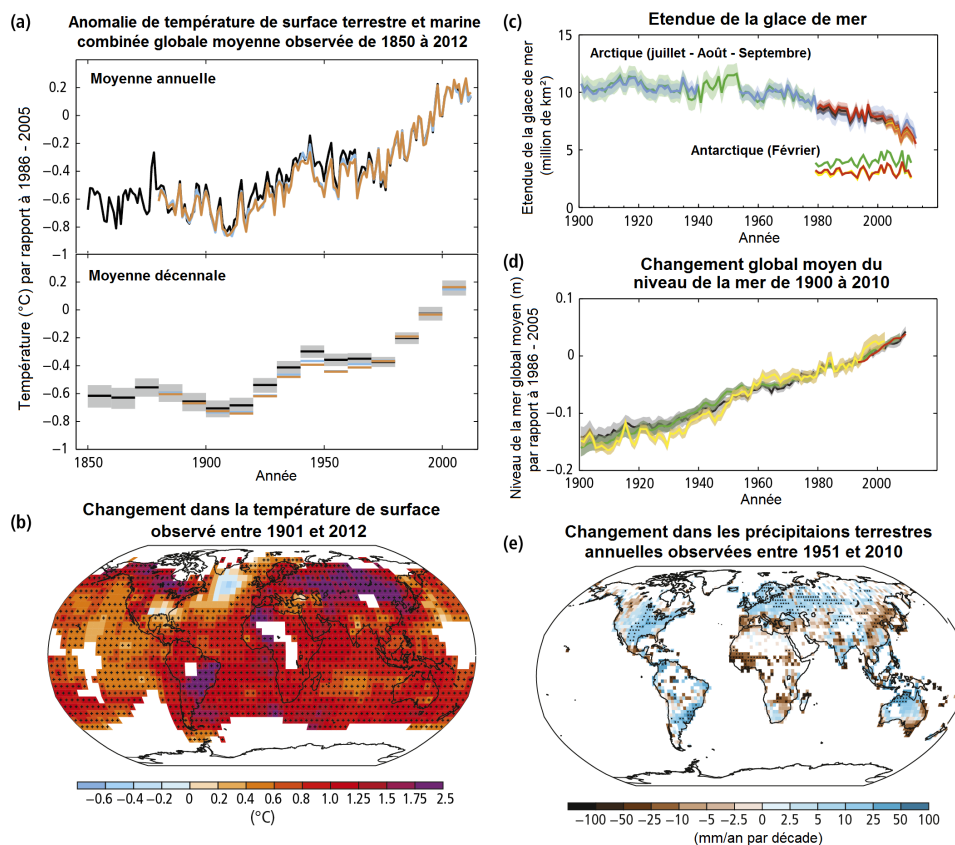 (a)
Anomalie de température de surface terrestre et marine
combinée globale moyenne observée de 1850 à 2012
Moyenne annuelle
0.2
0
−0.2
−0.4
−0.6
−0.8
−1
Température (°C) par rapport à 1986 - 2005
Moyenne décennale
0.2
0
−0.2
−0.4
−0.6
−0.8
−1
1850
1900
1950
2000
Année
(b)
Changement dans la température de surface
observé entre 1901 et 2012
−0.6
−0.4
−0.2
0
0.2
0.4
0.6
0.8
1.0
1.25
1.5
1.75
2.5
(°C)
(c)
Etendue de la glace de mer
Arctique (juillet - Août - Septembre)
Antarctique (Février)
15
10
5
0
Etendue de la glace de mer
(million de km²)
1900
1920
1940
1960
1980
2000
Année
(d)
Changement global moyen du
niveau de la mer de 1900 à 2010
0.1
0
−0.1
−0.2
Niveau de la mer global moyen (m)
par rapport à 1986 - 2005
1900
1920
1940
1960
1980
2000
Année
(e)
Changement dans les précipitaions terrestres
annuelles observées entre 1951 et 2010
−100
−50
−25
−10
−5
−2.5
0
2.5
5
10
25
50
100
(mm/an par décade)